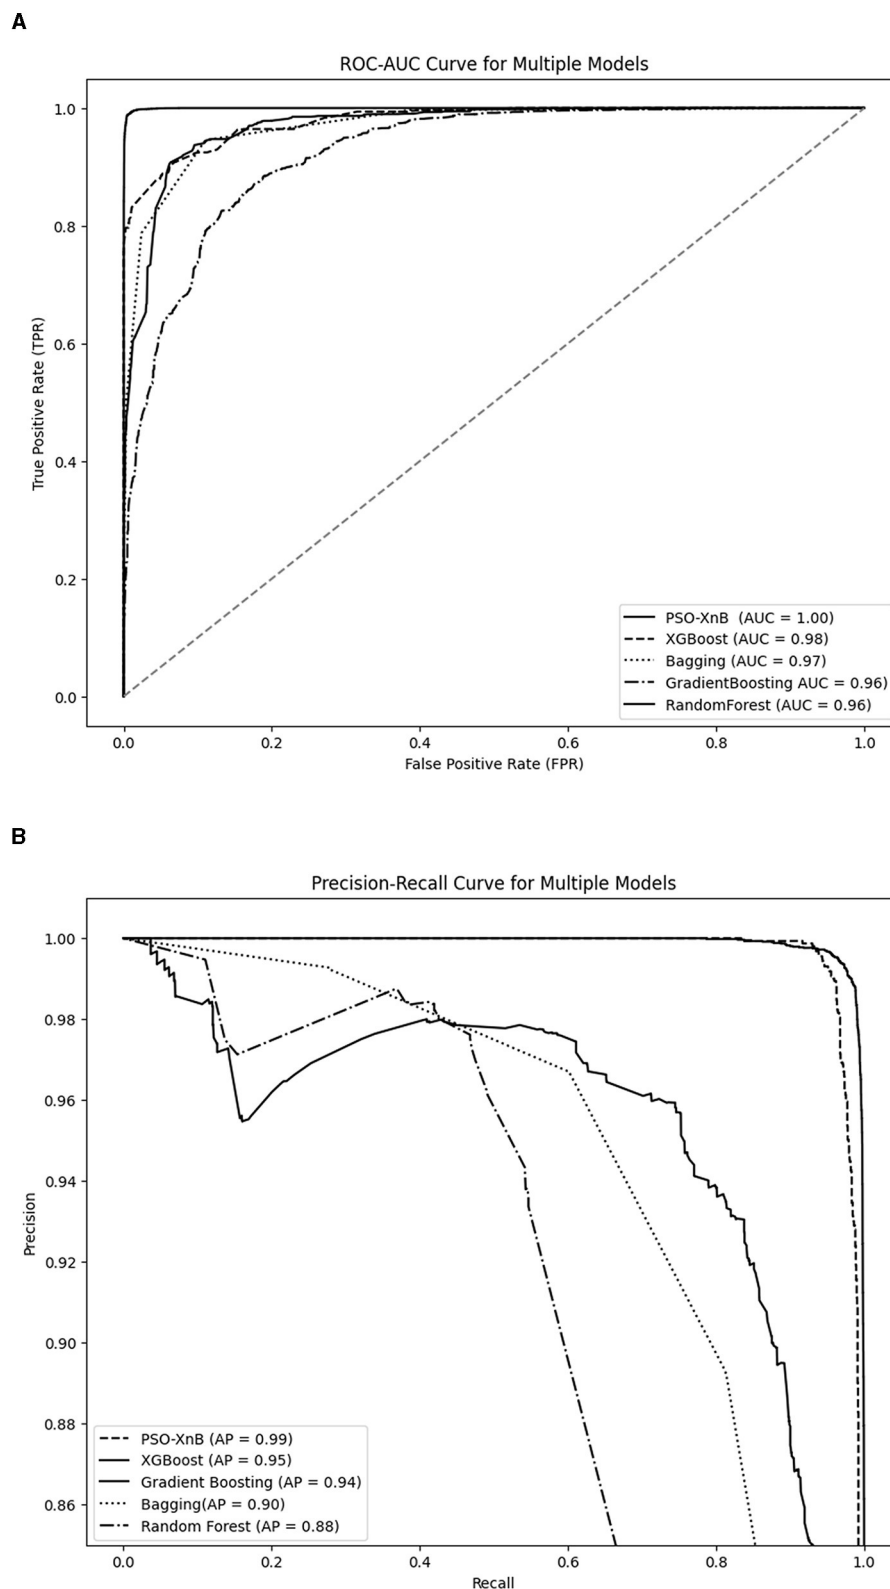 A
ROC-AUC Curve for Multiple Models
1.0
0.8
0.6
0.4
0.2
0.0
True Positive Rate (TPR)
PSO-XnB (AUC = 1.00)
XGBoost (AUC = 0.98)
Bagging (AUC = 0.97)
GradientBoosting AUC = 0.96)
RandomForest (AUC = 0.96)
0.0 0.2 0.4 0.6 0.8 1.0
False Positive Rate (FPR)
B
Precision-Recall Curve for Multiple Models
1.00
0.98
0.96
0.94
0.92
0.90
0.88
0.86
Precision
PSO-XnB (AP = 0.99)
XGBoost (AP = 0.95)
Gradient Boosting (AP = 0.94)
Bagging(AP = 0.90)
Random Forest (AP = 0.88)
0.0 0.2 0.4 0.6 0.8 1.0
Recall